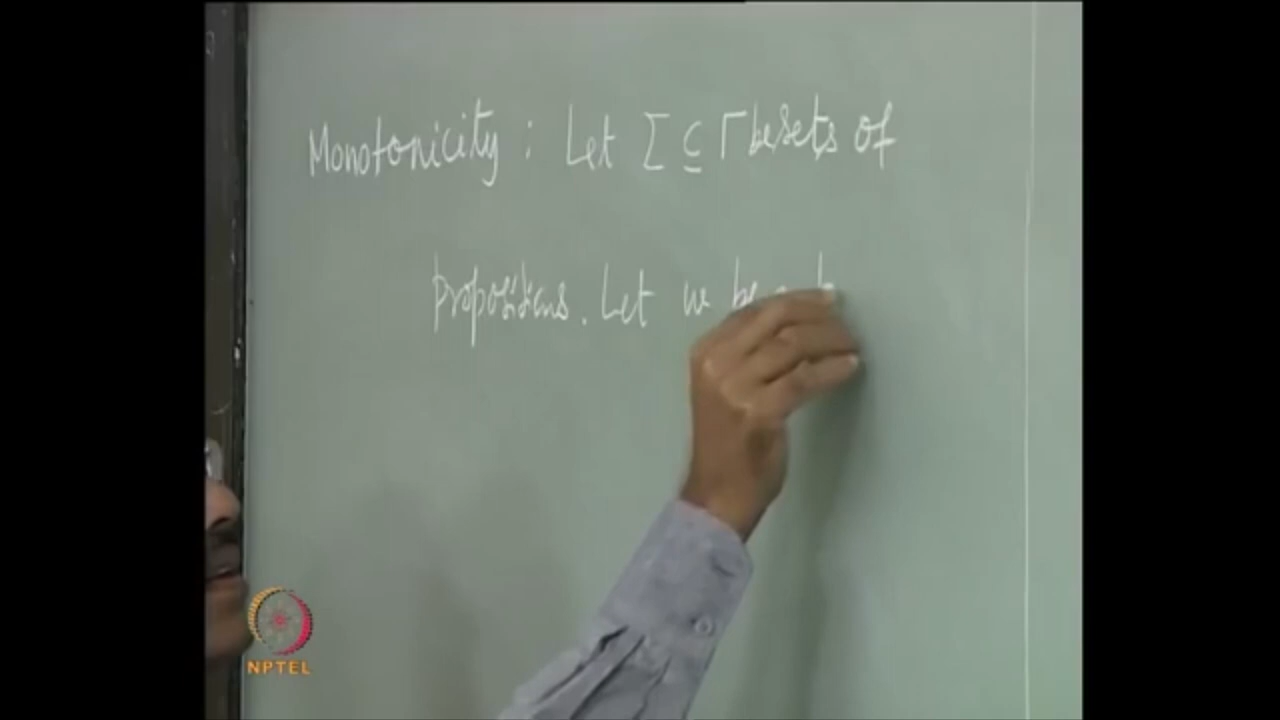 Monotonicity : Let Σ ⊆ Γ be sets of
propositions. Let w be a
NPTEL